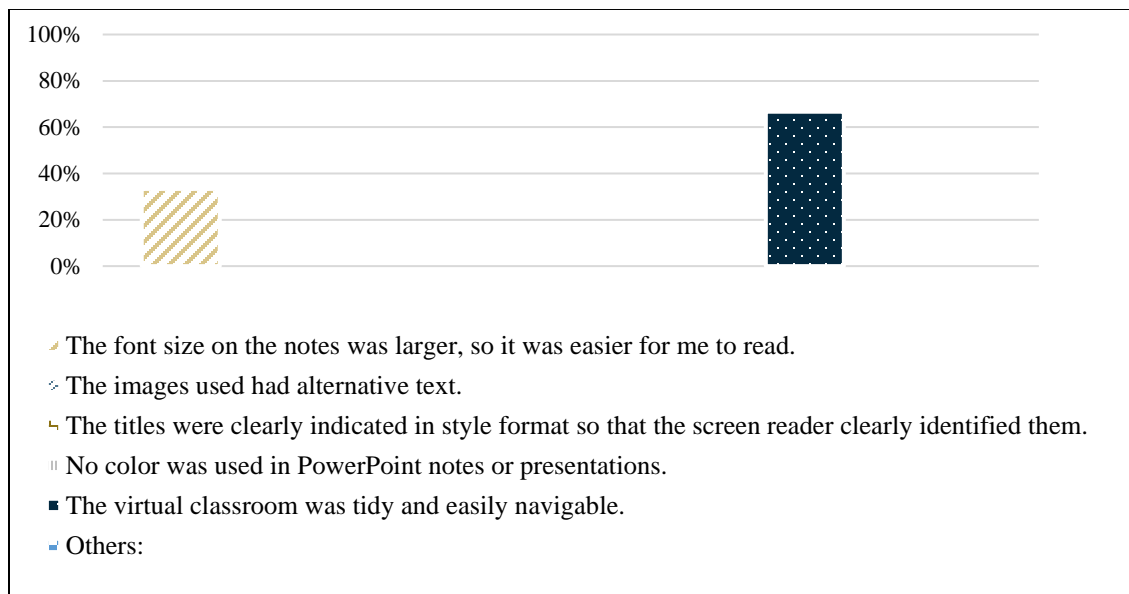 100%
80%
60%
40%
20%
0%
The font size on the notes was larger, so it was easier for me to read.
The images used had alternative text.
The titles were clearly indicated in style format so that the screen reader clearly identified them.
No color was used in PowerPoint notes or presentations.
The virtual classroom was tidy and easily navigable.
Others: